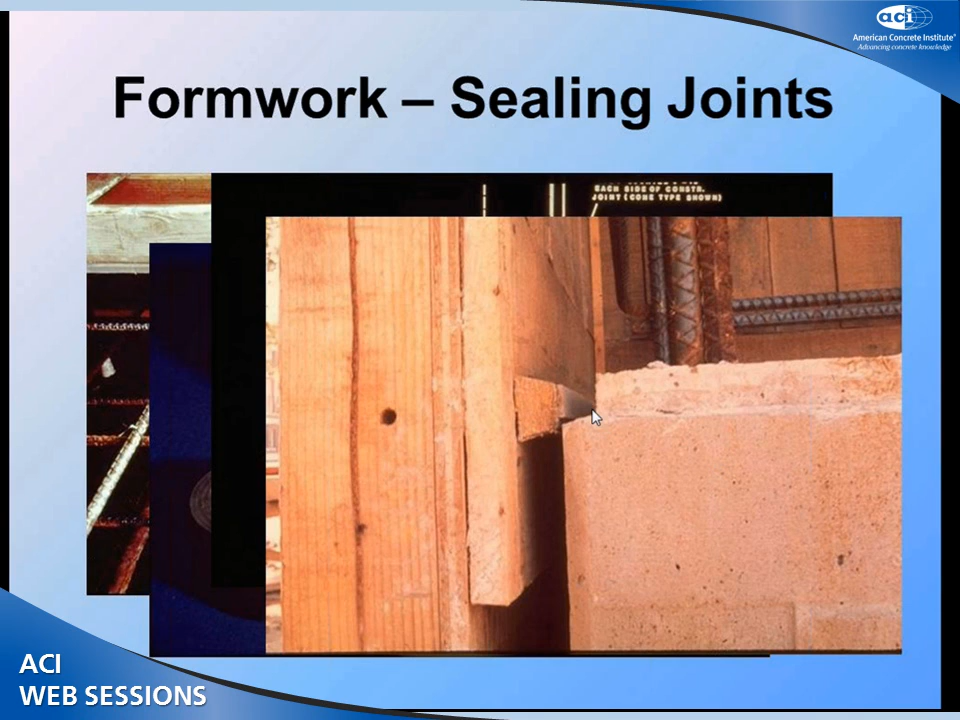 aci
American Concrete Institute®
Advancing concrete knowledge
Formwork – Sealing Joints
EACH SIDE OF CONSTR.
JOINT (CONE TYPE SHOWN)
ACI
WEB SESSIONS